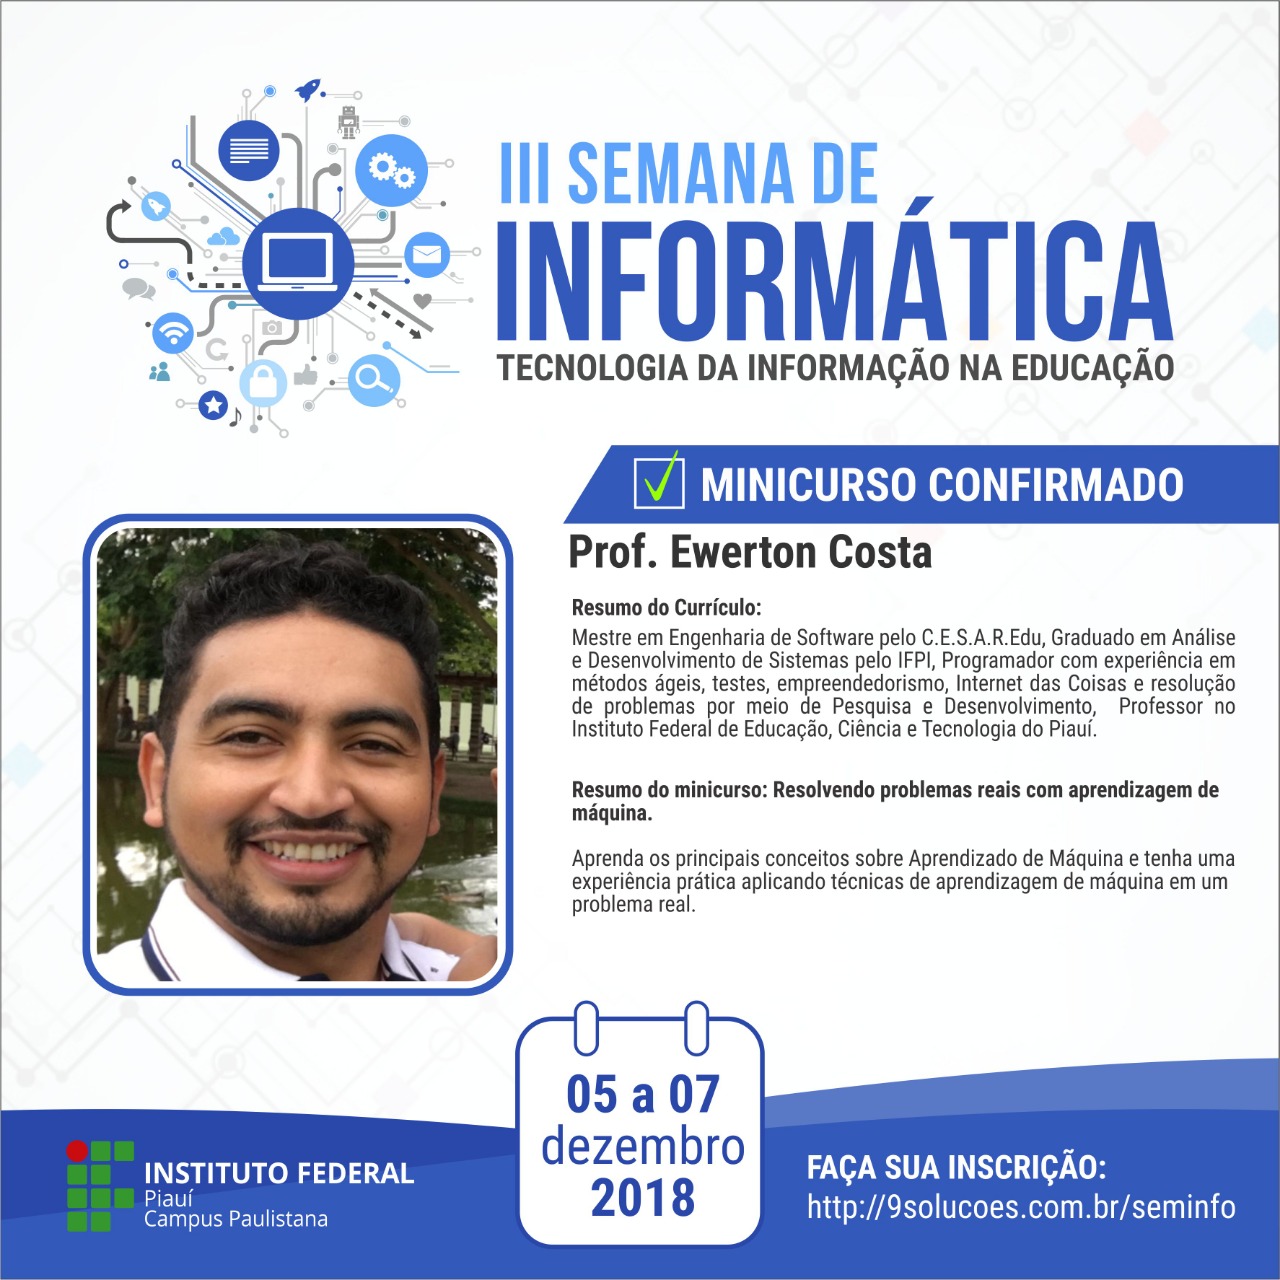 III SEMANA DE
INFORMÁTICA
TECNOLOGIA DA INFORMAÇÃO NA EDUCAÇÃO
MINICURSO CONFIRMADO
Prof. Ewerton Costa
Resumo do Currículo:
Mestre em Engenharia de Software pelo C.E.S.A.R.Edu, Graduado em Análise
e Desenvolvimento de Sistemas pelo IFPI, Programador com experiência em
métodos ágeis, testes, empreendedorismo, Internet das Coisas e resolução
de problemas por meio de Pesquisa e Desenvolvimento, Professor no
Instituto Federal de Educação, Ciência e Tecnologia do Piauí.
Resumo do minicurso: Resolvendo problemas reais com aprendizagem de
máquina.
Aprenda os principais conceitos sobre Aprendizado de Máquina e tenha uma
experiência prática aplicando técnicas de aprendizagem de máquina em um
problema real.
05 a 07
dezembro
2018
INSTITUTO FEDERAL
Piauí
Campus Paulistana
FAÇA SUA INSCRIÇÃO:
http://9solucoes.com.br/seminfo